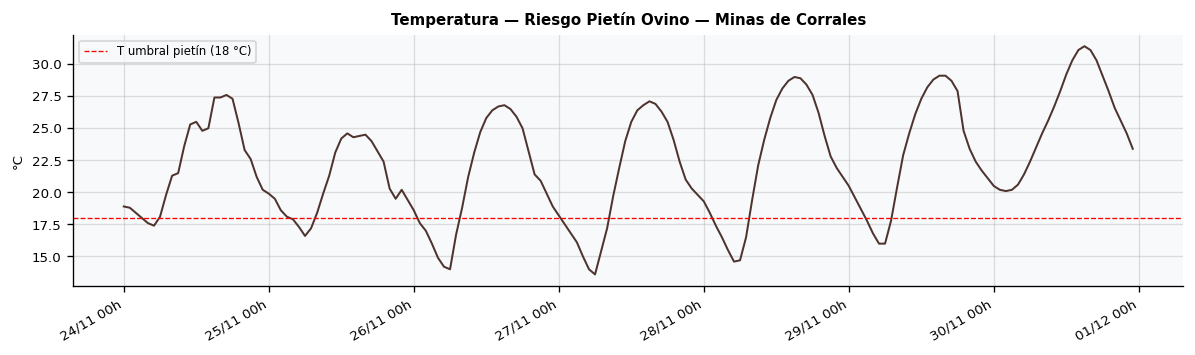 Temperatura — Riesgo Pietín Ovino — Minas de Corrales
T umbral pietín (18 °C)
°C
30.0
27.5
25.0
22.5
20.0
17.5
15.0
24/11 00h
25/11 00h
26/11 00h
27/11 00h
28/11 00h
29/11 00h
30/11 00h
01/12 00h